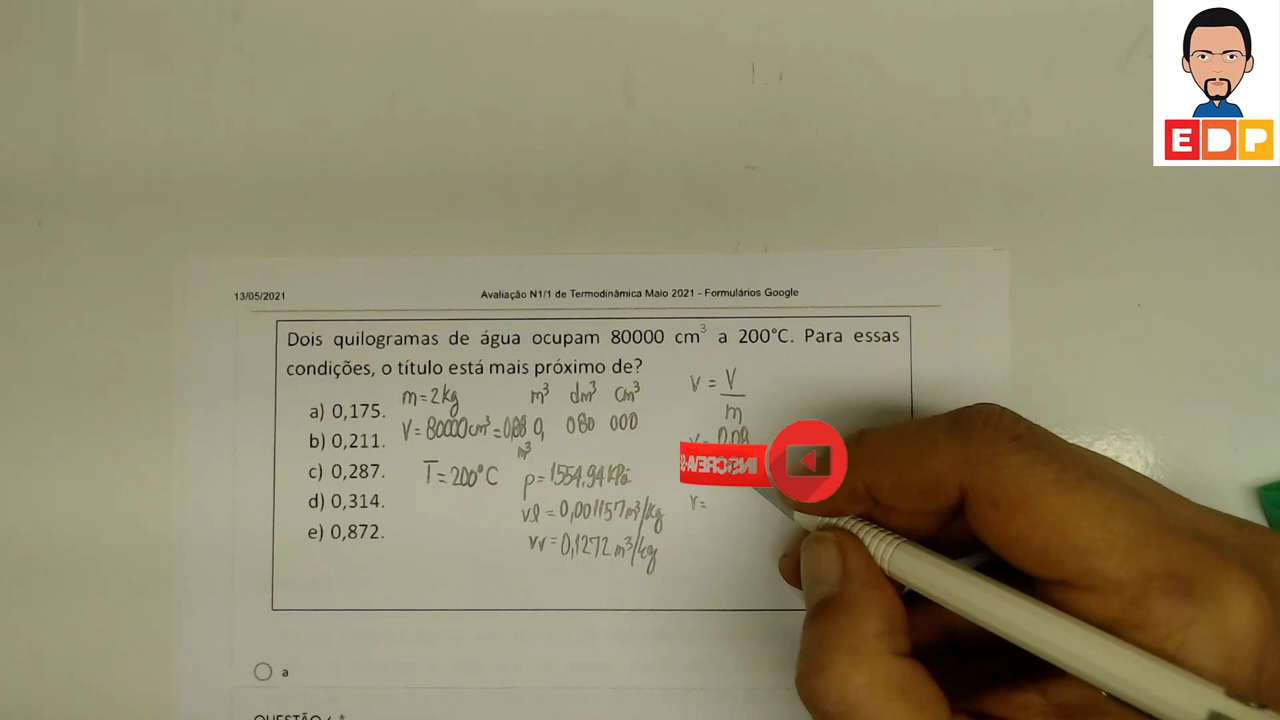 EDP
13/05/2021 Avaliação N1/1 de Termodinâmica Maio 2021 - Formulários Google
Dois quilogramas de água ocupam 80000 cm³ a 200°C. Para essas
condições, o título está mais próximo de?
a) 0,175.
b) 0,211.
c) 0,287.
d) 0,314.
e) 0,872.
m = 2kg
V = 80000cm³ = 0,08
m³
T = 200°C
m³ dm³ cm³
0, 080 000
p = 1554,94 kPa
vl = 0,001157 m³/kg
vv = 0,1272 m³/kg
v = V
m
INSCREVA-SE
v =
a